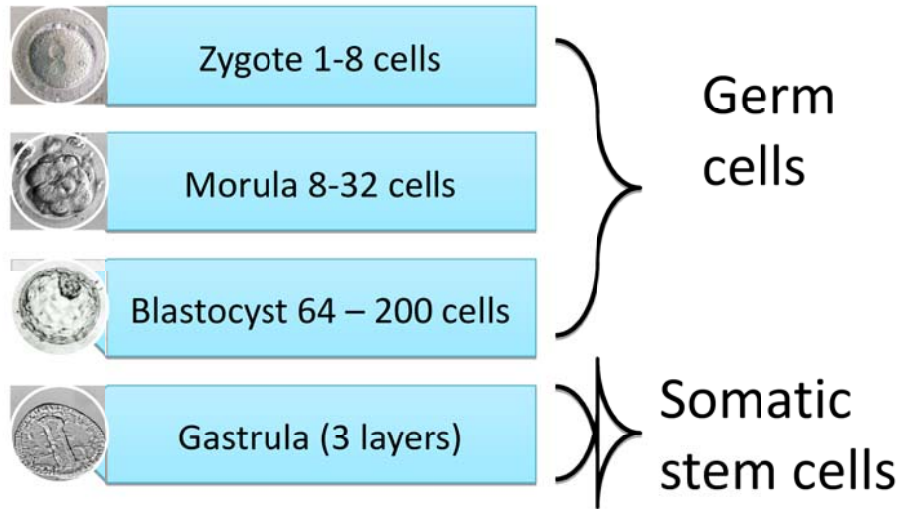 Zygote 1-8 cells
Morula 8-32 cells
Blastocyst 64 – 200 cells
Gastrula (3 layers)
Germ
cells
Somatic
stem cells